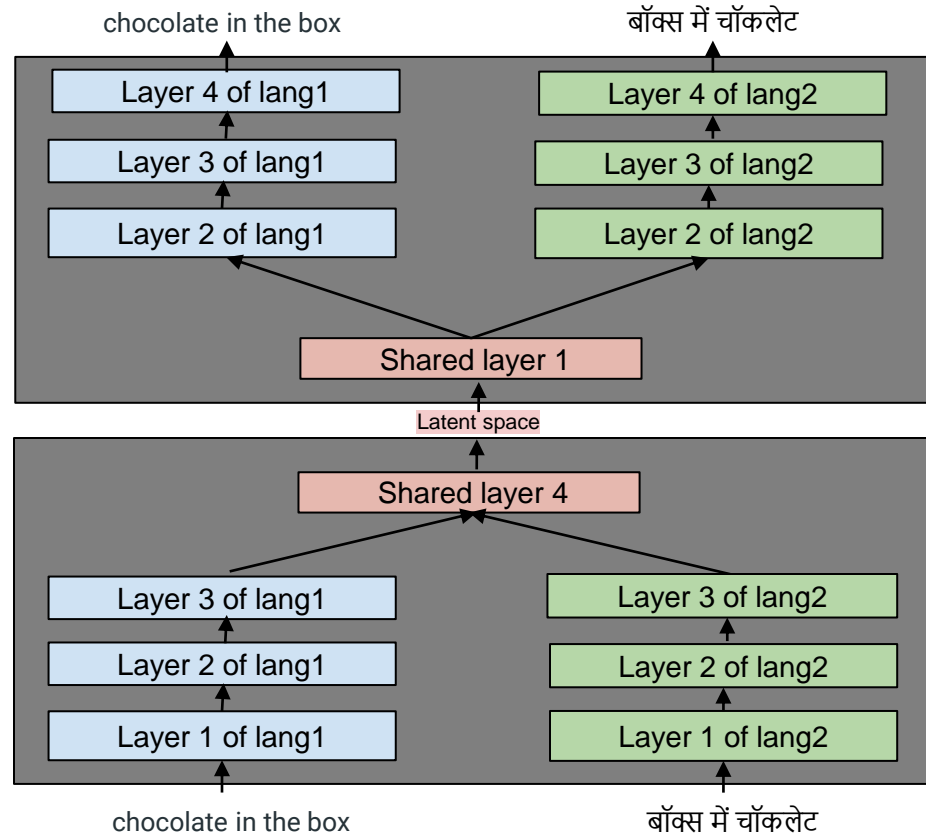 chocolate in the box
बॉक्स में चॉकलेट
Layer 4 of lang1
Layer 4 of lang2
Layer 3 of lang1
Layer 3 of lang2
Layer 2 of lang1
Layer 2 of lang2
Shared layer 1
Latent space
Shared layer 4
Layer 3 of lang1
Layer 3 of lang2
Layer 2 of lang1
Layer 2 of lang2
Layer 1 of lang1
Layer 1 of lang2
chocolate in the box
बॉक्स में चॉकलेट